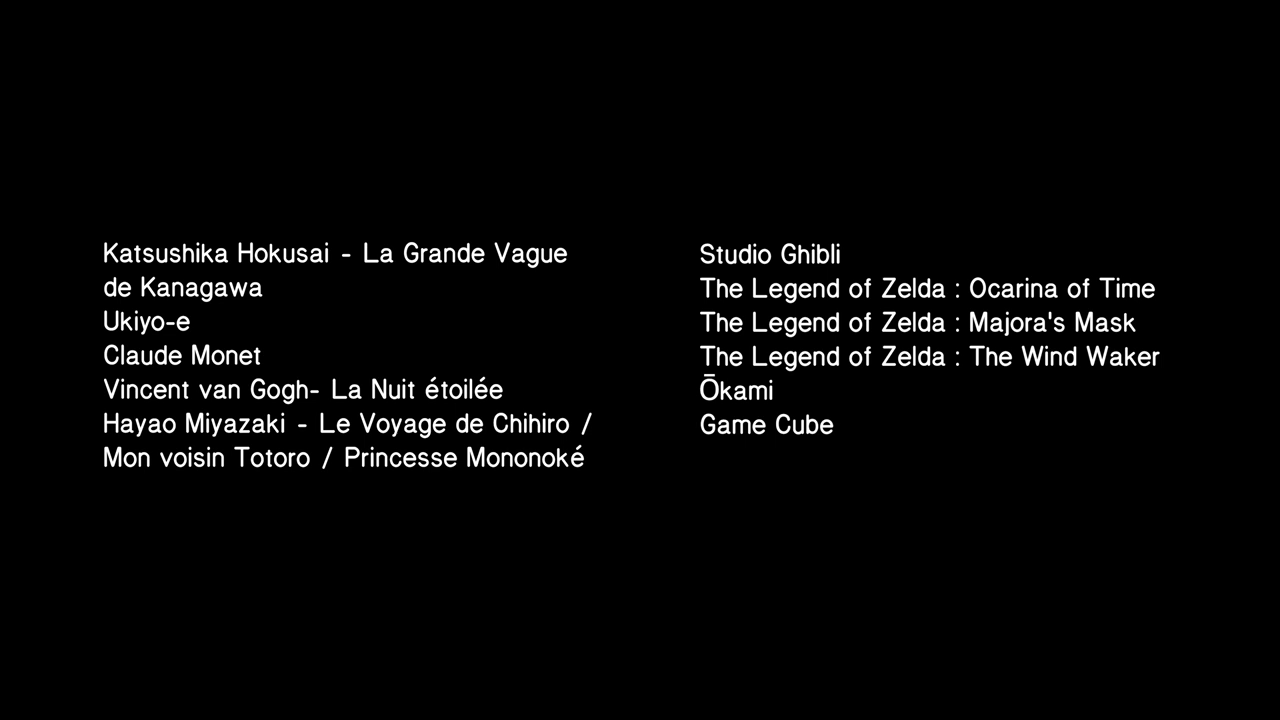 Katsushika Hokusai - La Grande Vague
de Kanagawa
Ukiyo-e
Claude Monet
Vincent van Gogh- La Nuit étoilée
Hayao Miyazaki - Le Voyage de Chihiro /
Mon voisin Totoro / Princesse Mononoké
Studio Ghibli
The Legend of Zelda : Ocarina of Time
The Legend of Zelda : Majora's Mask
The Legend of Zelda : The Wind Waker
Ōkami
Game Cube